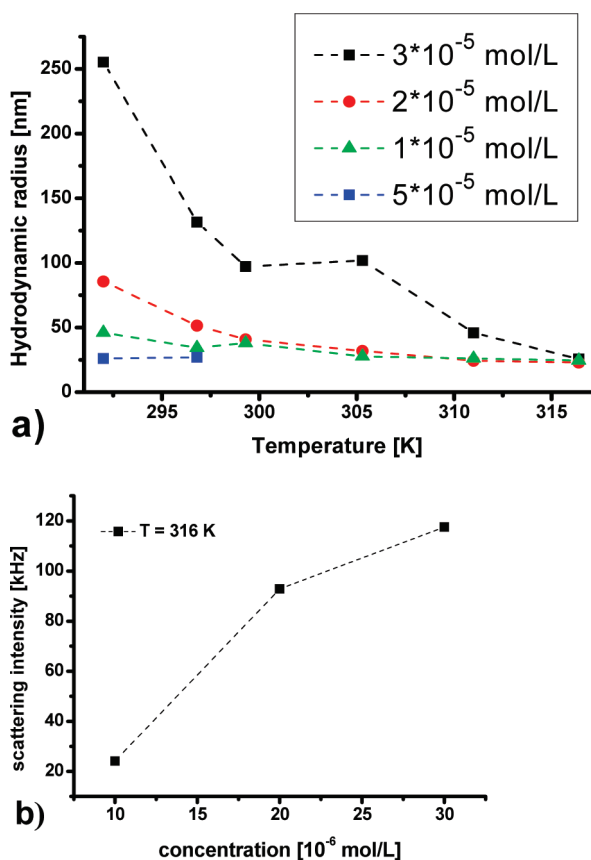 Hydrodynamic radius [nm]
250
200
150
100
50
0
3*10⁻⁵ mol/L
2*10⁻⁵ mol/L
1*10⁻⁵ mol/L
5*10⁻⁵ mol/L
295 300 305 310 315
a)
Temperature [K]
scattering intensity [kHz]
120
100
80
60
40
20
T = 316 K
10 15 20 25 30
b)
concentration [10⁻⁶ mol/L]